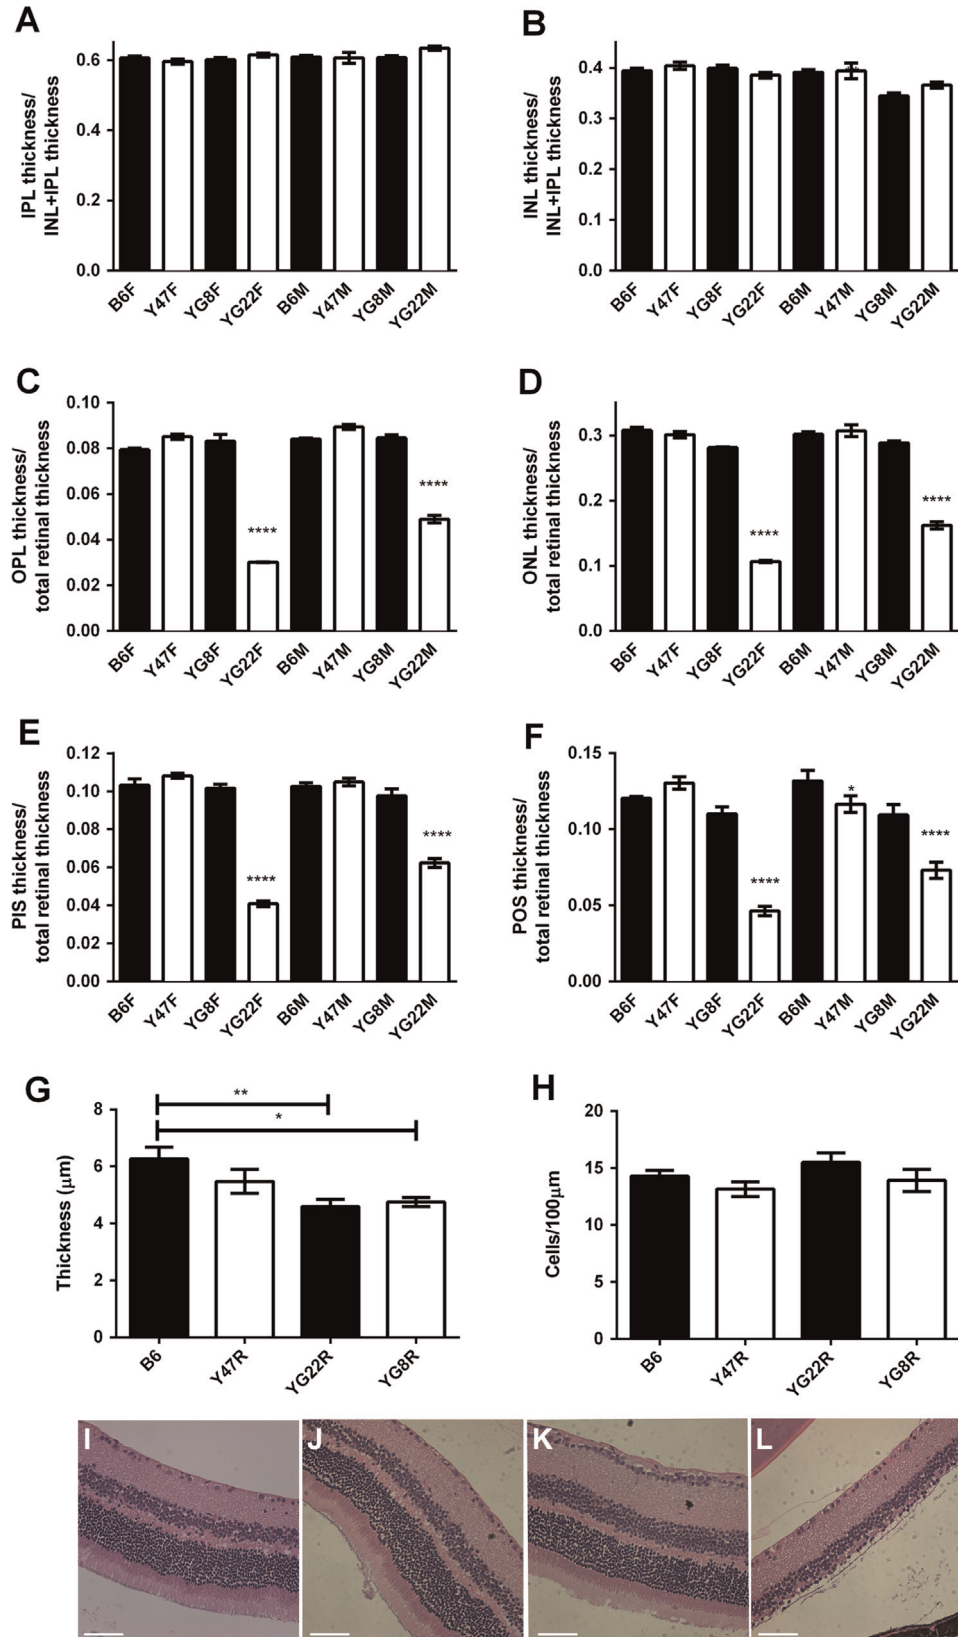 A
IPL thickness/
INL+IPL thickness
0.6
0.4
0.2
0.0
B6F Y47F YG8F YG22F B6M Y47M YG8M YG22M
B
INL thickness/
INL+IPL thickness
0.4
0.3
0.2
0.1
0.0
B6F Y47F YG8F YG22F B6M Y47M YG8M YG22M
C
OPL thickness/
total retinal thickness
0.10
0.08
0.06
0.04
0.02
0.00
****
****
B6F Y47F YG8F YG22F B6M Y47M YG8M YG22M
D
ONL thickness/
total retinal thickness
0.3
0.2
0.1
0.0
****
****
B6F Y47F YG8F YG22F B6M Y47M YG8M YG22M
E
PIS thickness/
total retinal thickness
0.12
0.10
0.08
0.06
0.04
0.02
0.00
****
****
B6F Y47F YG8F YG22F B6M Y47M YG8M YG22M
F
POS thickness/
total retinal thickness
0.15
0.10
0.05
0.00
****
*
****
B6F Y47F YG8F YG22F B6M Y47M YG8M YG22M
G
Thickness (μm)
8
6
4
2
0
**
*
B6 Y47R YG22R YG8R
H
Cells/100μm
20
15
10
5
0
B6 Y47R YG22R YG8R
I
J
K
L